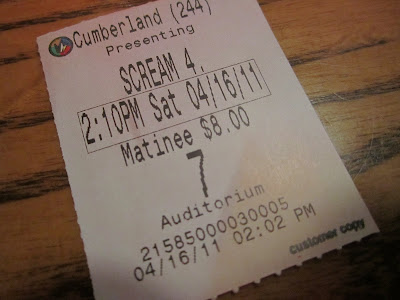 Cumberland (244)
Presenting
SCREAM 4
2:10PM Sat 04/16/11
Matinee $8.00
7
Auditorium
21585000030005
04/16/11 02:02 PM
customer copy